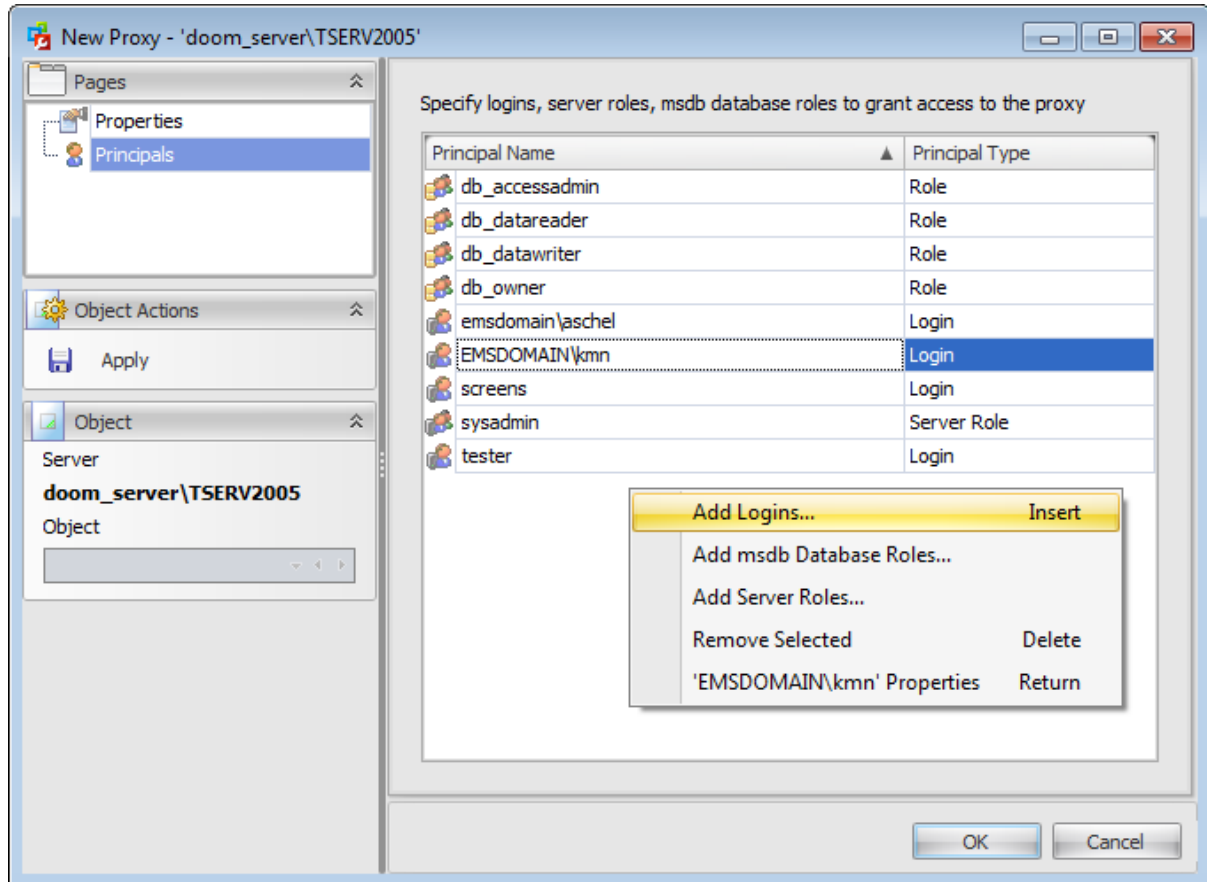 New Proxy - 'doom_server\TSERV2005'
Pages
Properties
Principals
Object Actions
Apply
Object
Server
doom_server\TSERV2005
Object
Specify logins, server roles, msdb database roles to grant access to the proxy
Principal Name Principal Type
db_accessadmin Role
db_datareader Role
db_datawriter Role
db_owner Role
emsdomain\aschel Login
EMSDOMAIN\kmn Login
screens Login
sysadmin Server Role
tester Login
Add Logins... Insert
Add msdb Database Roles...
Add Server Roles...
Remove Selected Delete
'EMSDOMAIN\kmn' Properties Return
OK Cancel